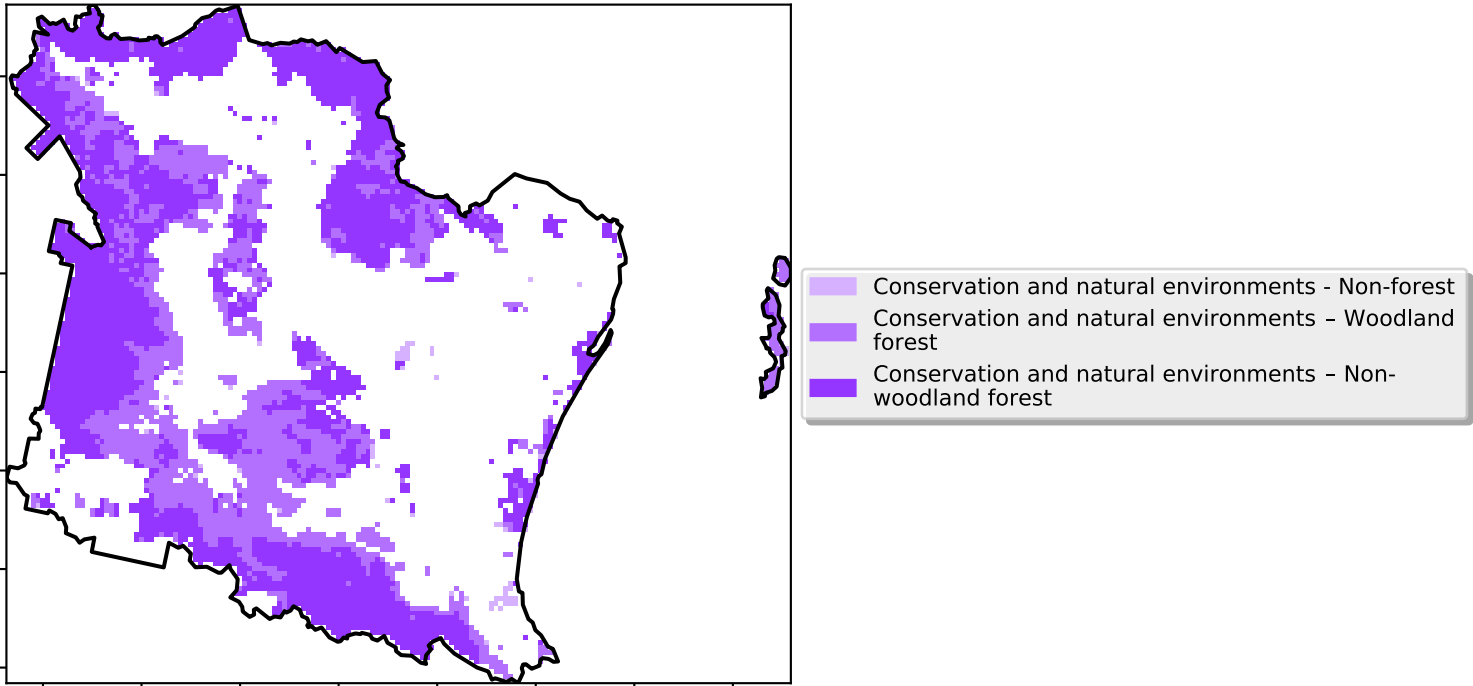 Conservation and natural environments - Non-forest
Conservation and natural environments – Woodland
forest
Conservation and natural environments – Non-
woodland forest